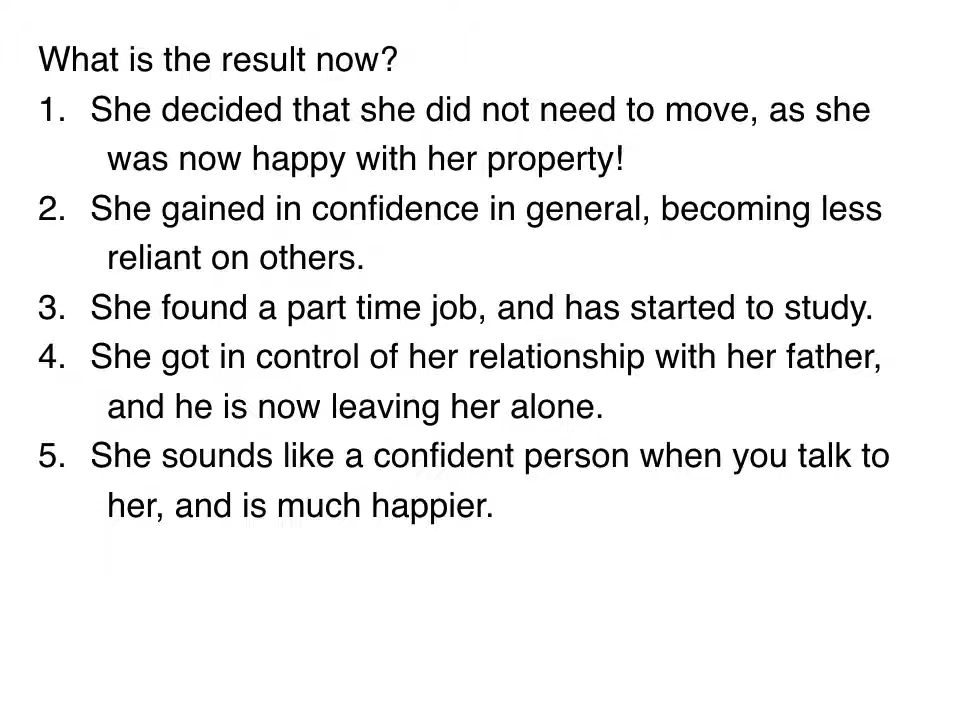 What is the result now?
1. She decided that she did not need to move, as she
was now happy with her property!
2. She gained in confidence in general, becoming less
reliant on others.
3. She found a part time job, and has started to study.
4. She got in control of her relationship with her father,
and he is now leaving her alone.
5. She sounds like a confident person when you talk to
her, and is much happier.